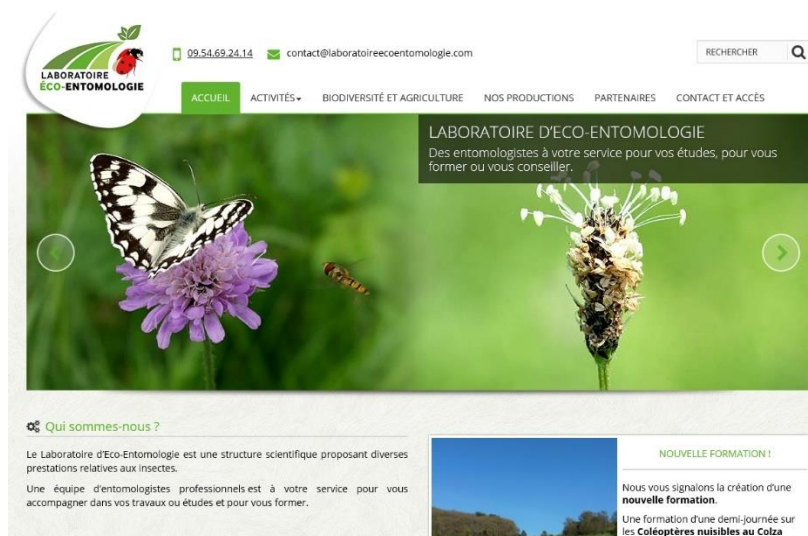 LABORATOIRE
ÉCO-ENTOMOLOGIE
09.54.69.24.14
contact@laboratoireecoentomologie.com
RECHERCHER
ACCUEIL
ACTIVITÉS
BIODIVERSITÉ ET AGRICULTURE
NOS PRODUCTIONS
PARTENAIRES
CONTACT ET ACCÈS
LABORATOIRE D'ECO-ENTOMOLOGIE
Des entomologistes à votre service pour vos études, pour vous
former ou vous conseiller.
Qui sommes-nous ?
Le Laboratoire d'Eco-Entomologie est une structure scientifique proposant diverses
prestations relatives aux insectes.
Une équipe d'entomologistes professionnels est à votre service pour vous
accompagner dans vos travaux ou études et pour vous former.
NOUVELLE FORMATION !
Nous vous signalons la création d'une
nouvelle formation.
Une formation d'une demi-journée sur
les Coléoptères nuisibles au Colza